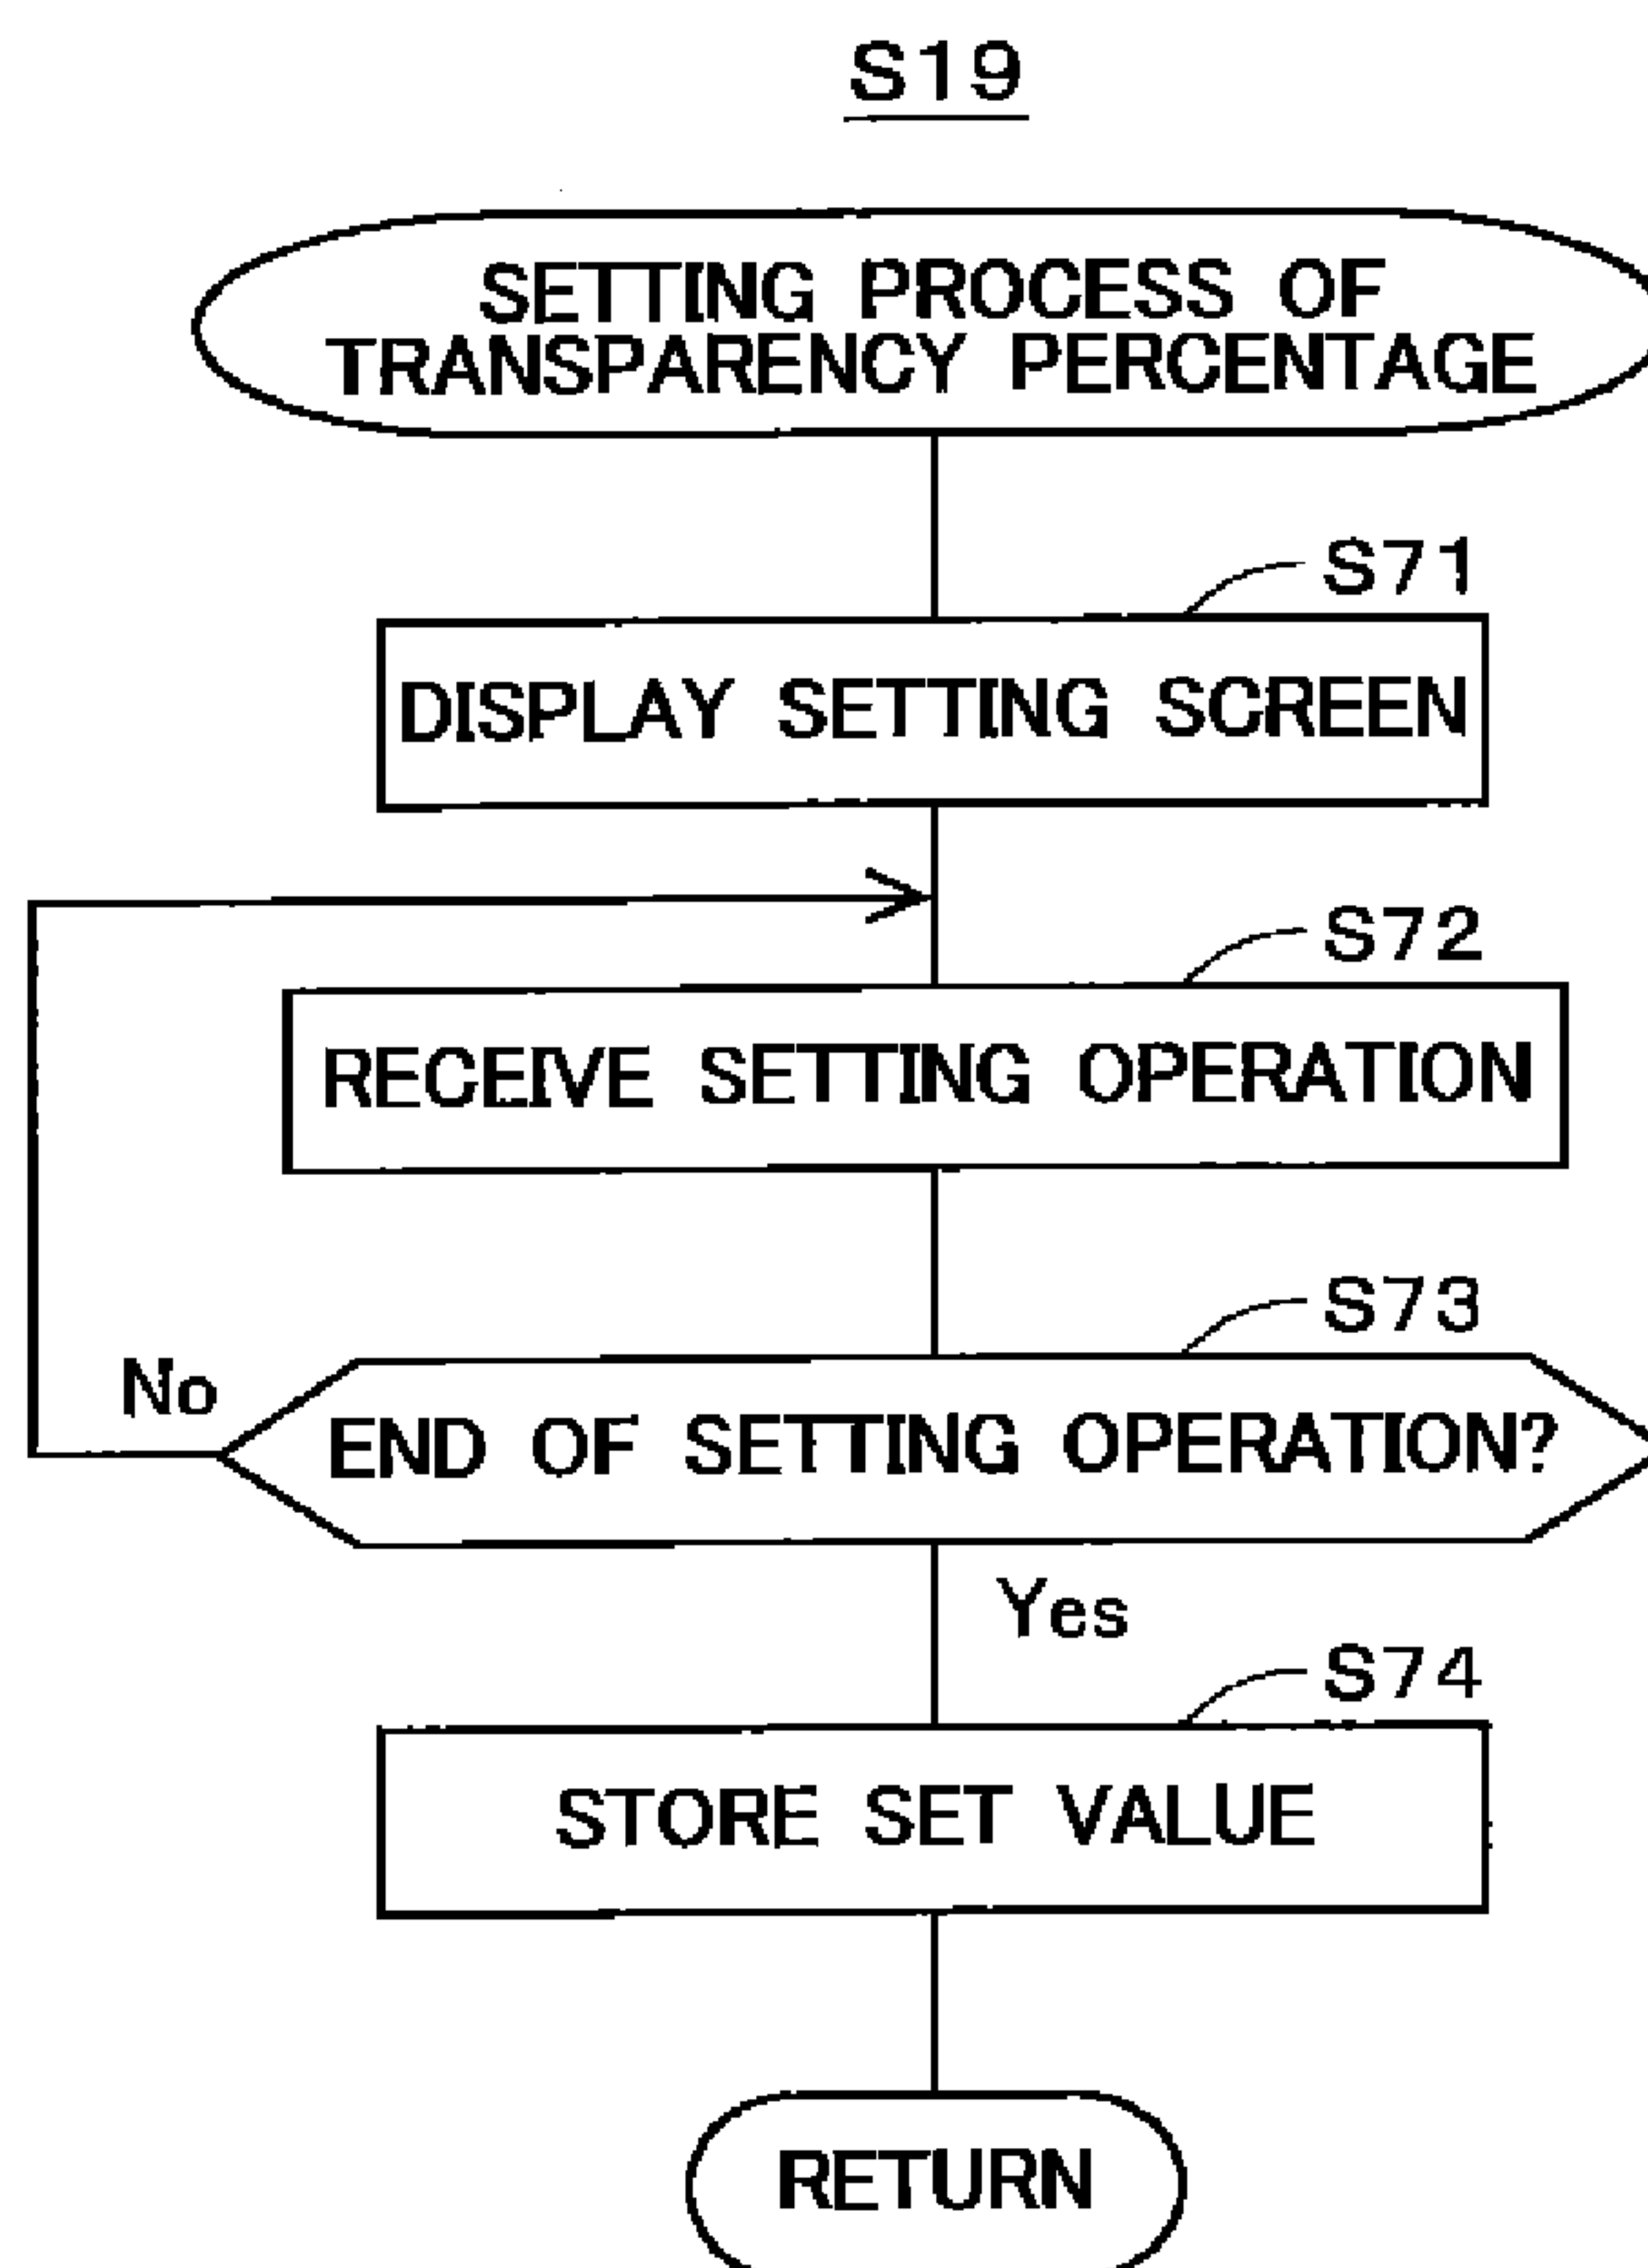 S19
SETTING PROCESS OF
TRANSPARENCY PERCENTAGE
S71
DISPLAY SETTING SCREEN
S72
RECEIVE SETTING OPERATION
S73
No
END OF SETTING OPERATION?
Yes
S74
STORE SET VALUE
RETURN